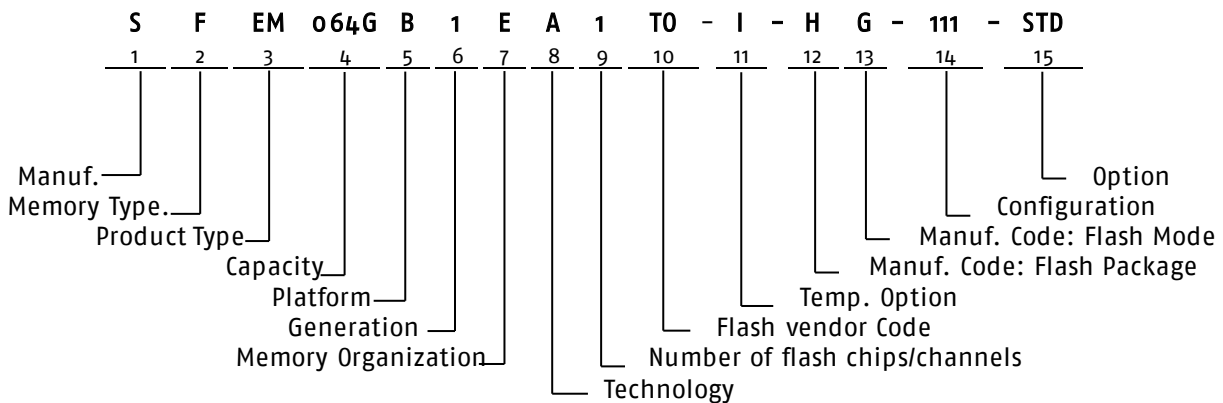 S F EM 064G B 1 E A 1 TO - I - H G - 111 - STD
1 2 3 4 5 6 7 8 9 10 11 12 13 14 15
Manuf. Option
Memory Type. Configuration
Product Type Manuf. Code: Flash Mode
Capacity Manuf. Code: Flash Package
Platform Temp. Option
Generation Flash vendor Code
Memory Organization Number of flash chips/channels
Technology